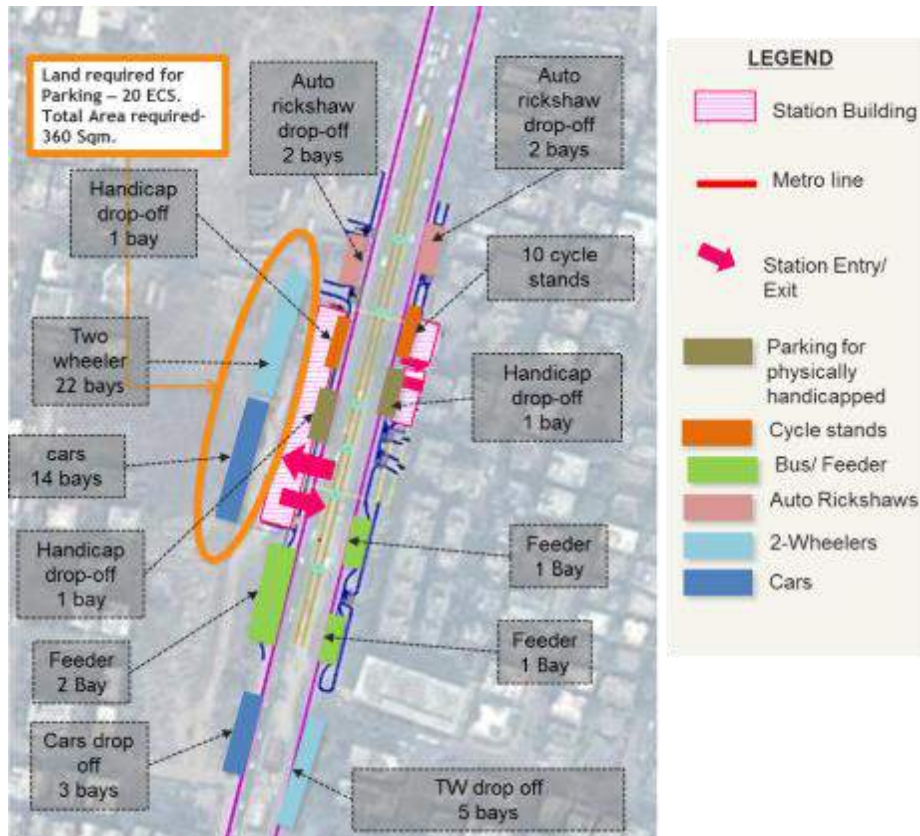 Land required for
Parking – 20 ECS.
Total Area required-
360 Sqm.
Auto
rickshaw
drop-off
2 bays
Auto
rickshaw
drop-off
2 bays
Handicap
drop-off
1 bay
10 cycle
stands
Two
wheeler
22 bays
Handicap
drop-off
1 bay
cars
14 bays
Handicap
drop-off
1 bay
Feeder
1 Bay
Feeder
2 Bay
Feeder
1 Bay
Cars drop
off
3 bays
TW drop off
5 bays
LEGEND
Station Building
Metro line
Station Entry/
Exit
Parking for
physically
handicapped
Cycle stands
Bus/ Feeder
Auto Rickshaws
2-Wheelers
Cars